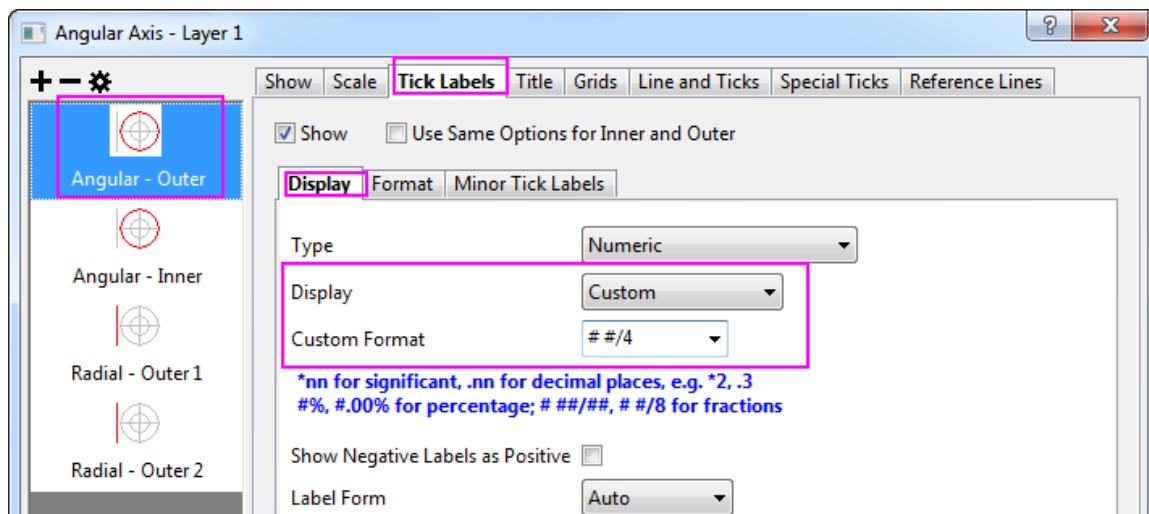 Angular Axis - Layer 1
Show Scale Tick Labels Title Grids Line and Ticks Special Ticks Reference Lines
Show Use Same Options for Inner and Outer
Angular - Outer
Display Format Minor Tick Labels
Type Numeric
Angular - Inner
Display Custom
Custom Format # #/4
Radial - Outer 1
*nn for significant, .nn for decimal places, e.g. *2, .3
#%, #.00% for percentage; # ##/##, # #/8 for fractions
Show Negative Labels as Positive
Radial - Outer 2
Label Form Auto